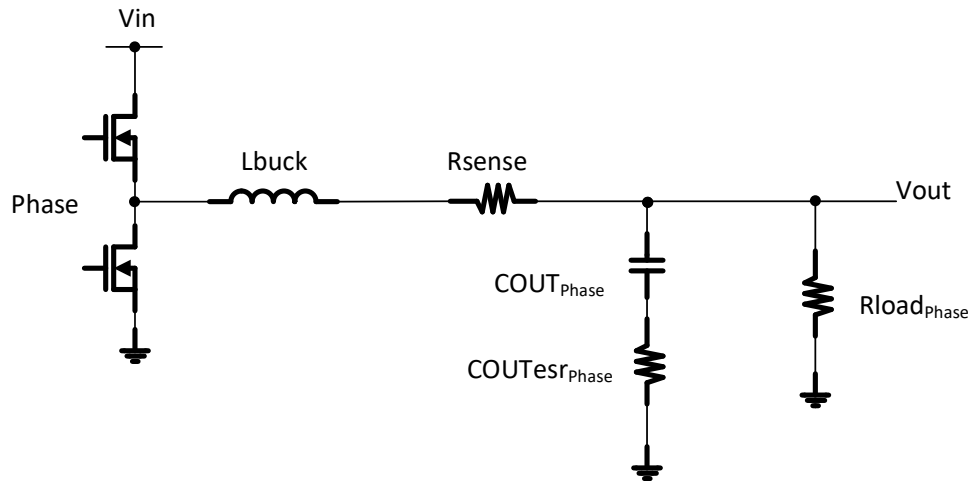 Vin
Lbuck
Rsense
Phase
Vout
COUTPhase
RloadPhase
COUTesrPhase